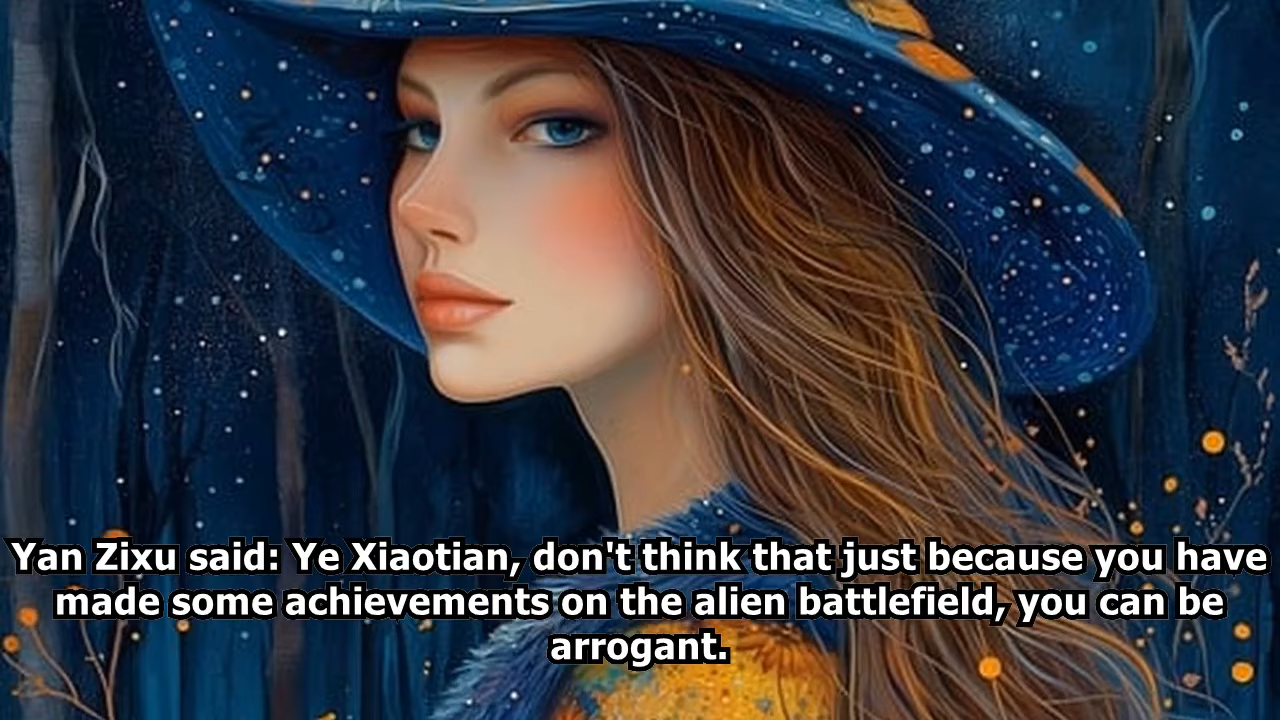 Yan Zixu said: Ye Xiaotian, don't think that just because you have
made some achievements on the alien battlefield, you can be
arrogant.